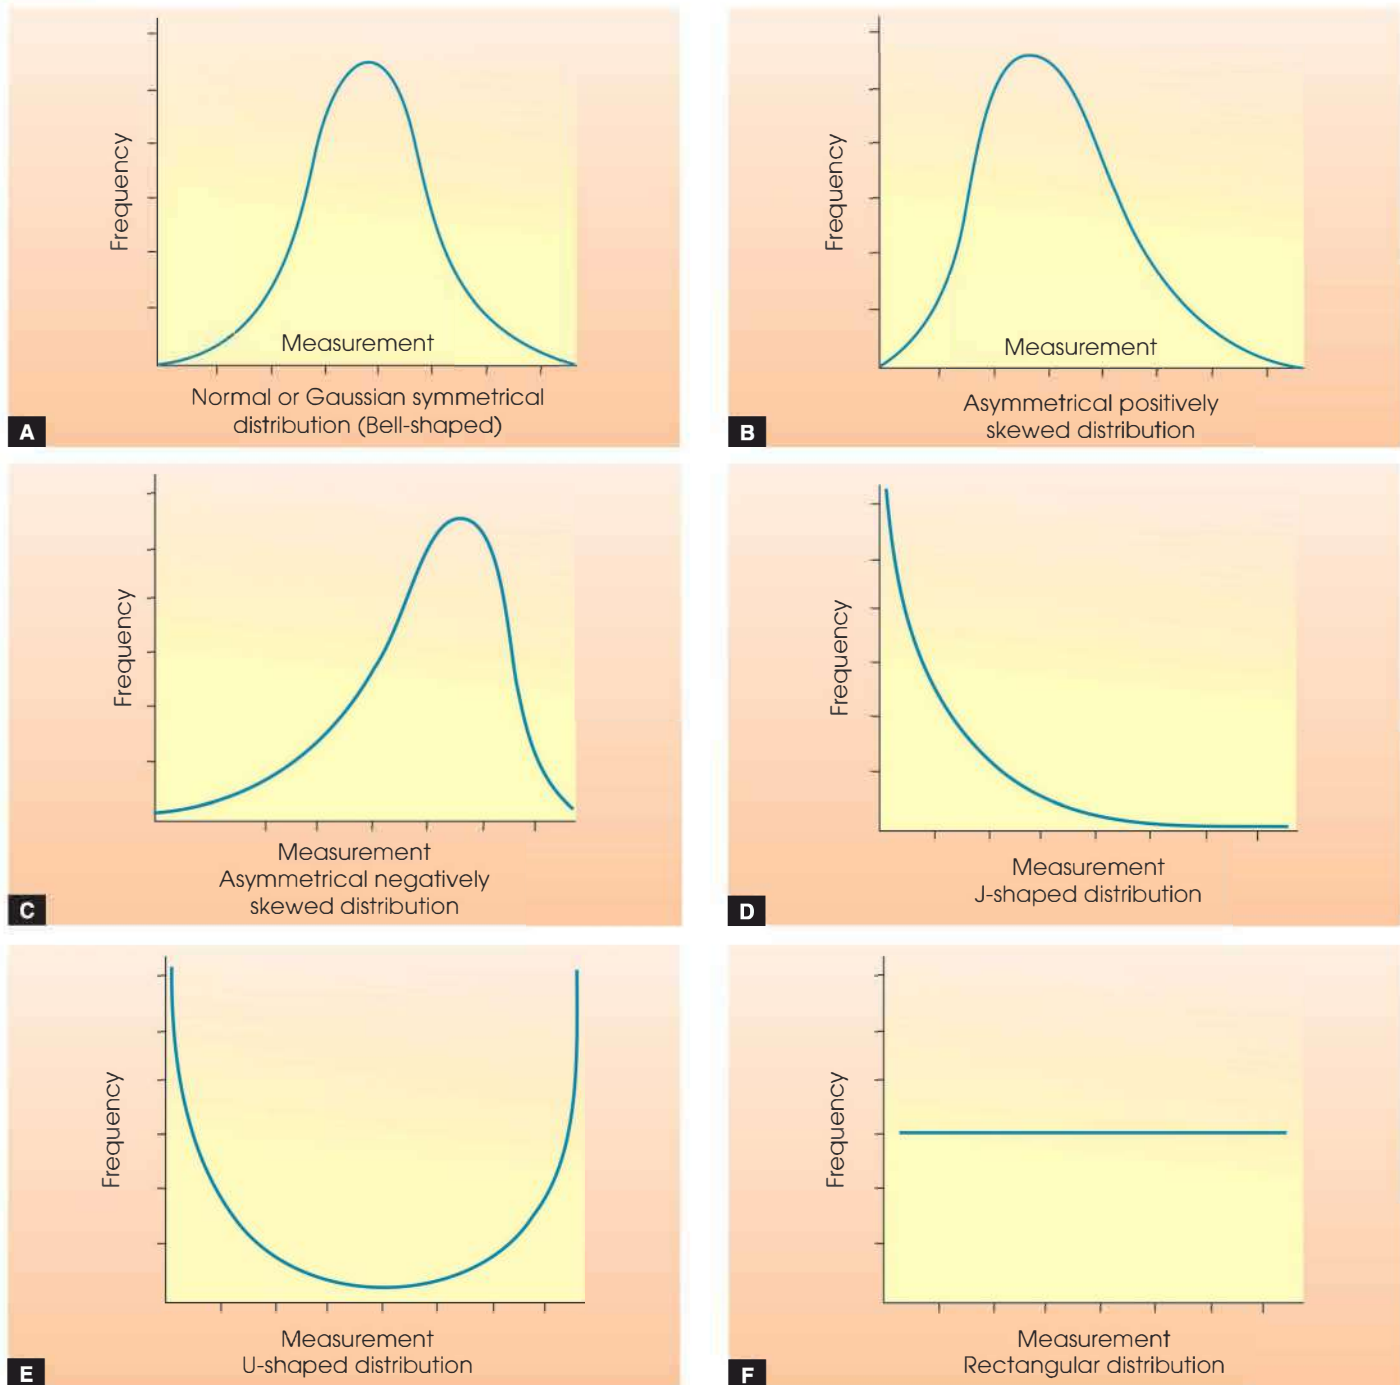 Frequency
Measurement
Normal or Gaussian symmetrical
distribution (Bell-shaped)
A
Frequency
Measurement
Asymmetrical positively
skewed distribution
B
Frequency
Measurement
Asymmetrical negatively
skewed distribution
C
Frequency
Measurement
J-shaped distribution
D
Frequency
Measurement
U-shaped distribution
E
Frequency
Measurement
Rectangular distribution
F